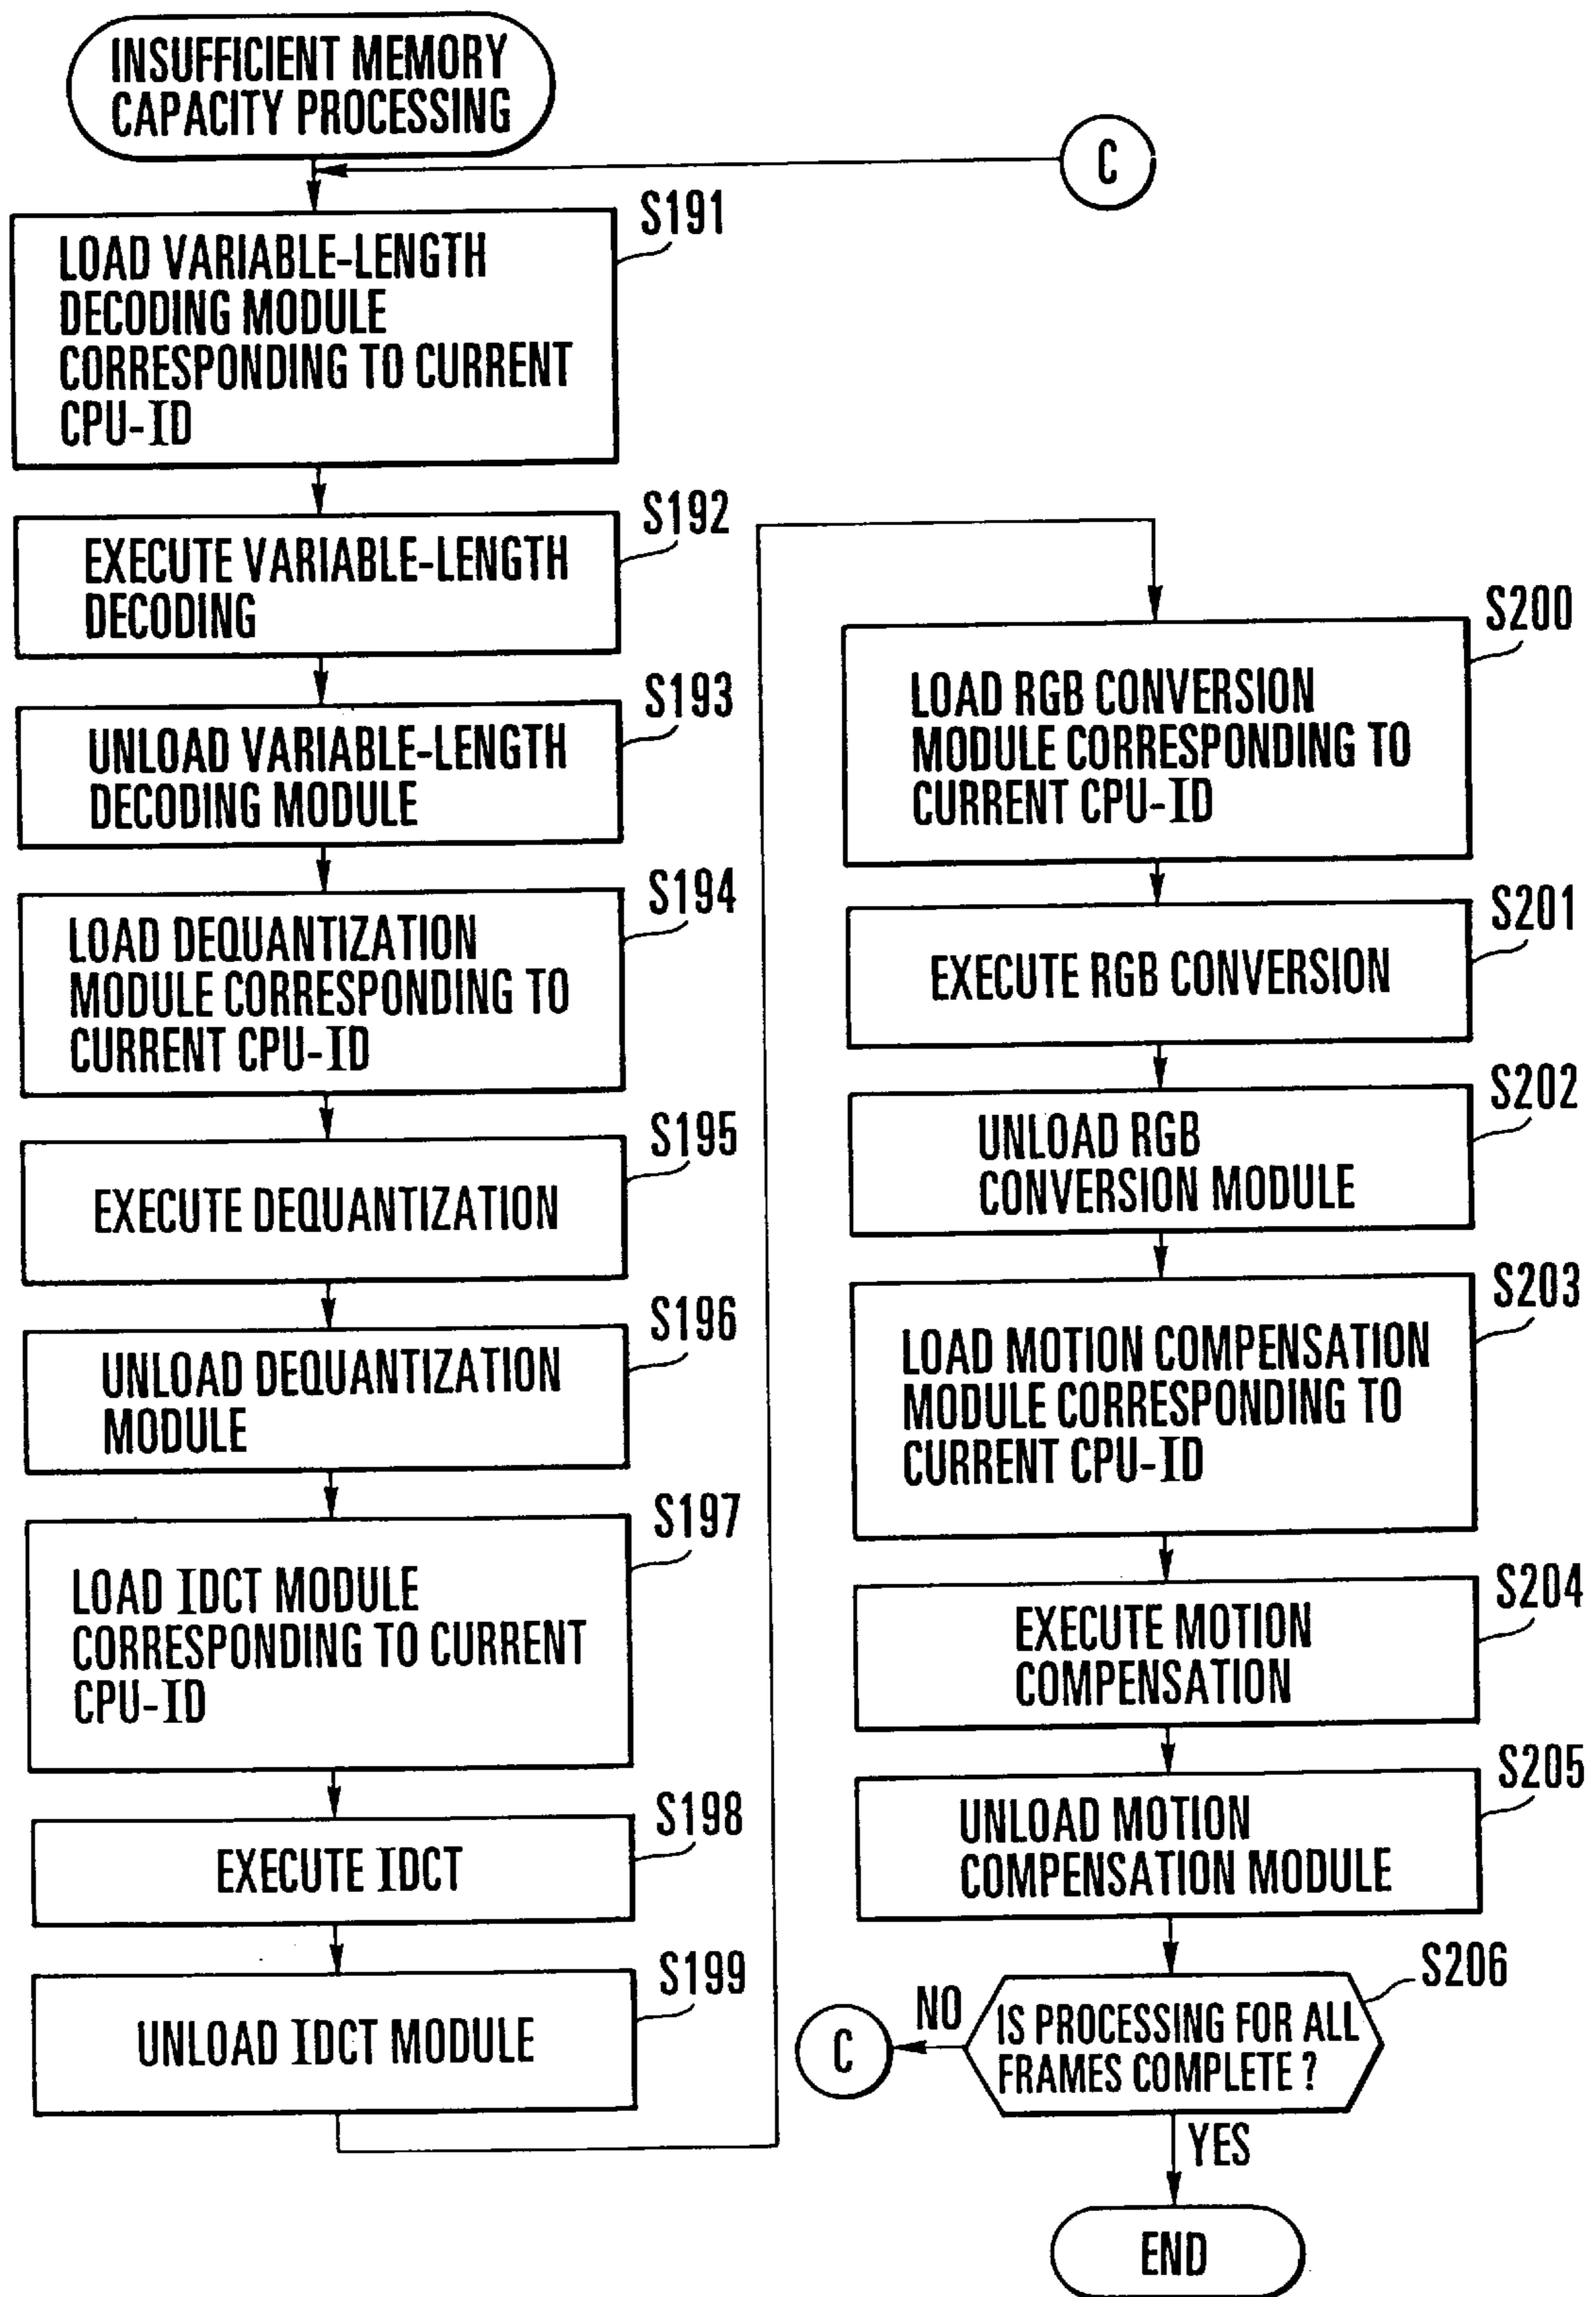 INSUFFICIENT MEMORY
CAPACITY PROCESSING
C
S191
LOAD VARIABLE-LENGTH
DECODING MODULE
CORRESPONDING TO CURRENT
CPU-ID
S192
EXECUTE VARIABLE-LENGTH
DECODING
S193
UNLOAD VARIABLE-LENGTH
DECODING MODULE
S194
LOAD DEQUANTIZATION
MODULE CORRESPONDING TO
CURRENT CPU-ID
S195
EXECUTE DEQUANTIZATION
S196
UNLOAD DEQUANTIZATION
MODULE
S197
LOAD IDCT MODULE
CORRESPONDING TO CURRENT
CPU-ID
S198
EXECUTE IDCT
S199
UNLOAD IDCT MODULE
S200
LOAD RGB CONVERSION
MODULE CORRESPONDING TO
CURRENT CPU-ID
S201
EXECUTE RGB CONVERSION
S202
UNLOAD RGB
CONVERSION MODULE
S203
LOAD MOTION COMPENSATION
MODULE CORRESPONDING TO
CURRENT CPU-ID
S204
EXECUTE MOTION
COMPENSATION
S205
UNLOAD MOTION
COMPENSATION MODULE
S206
IS PROCESSING FOR ALL
FRAMES COMPLETE ?
NO
C
YES
END